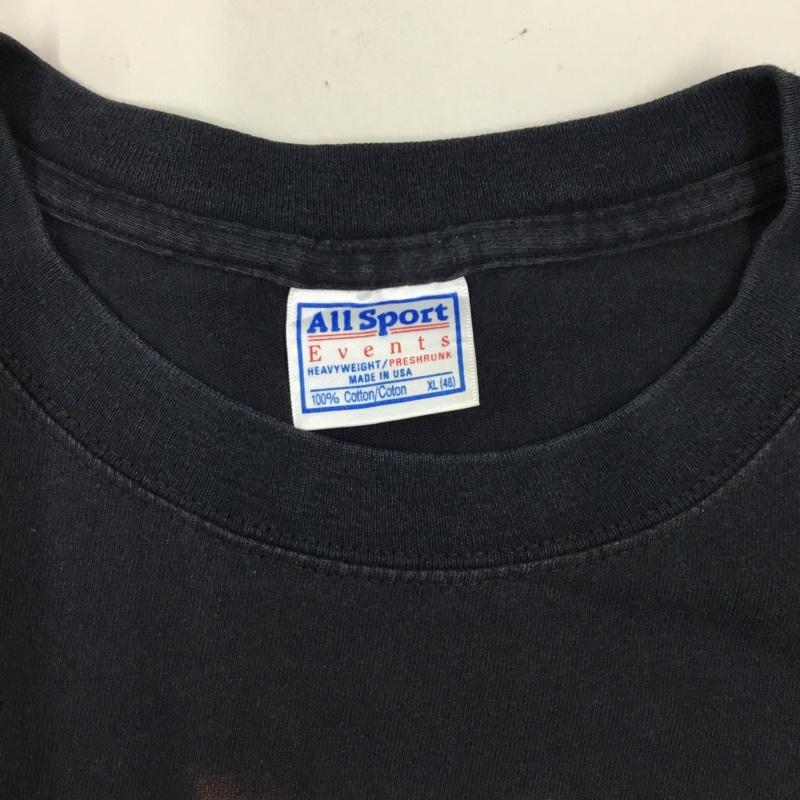 All Sport
Events
HEAVYWEIGHT/PRESHRUNK
MADE IN USA
100% Cotton/Coton XL (48)